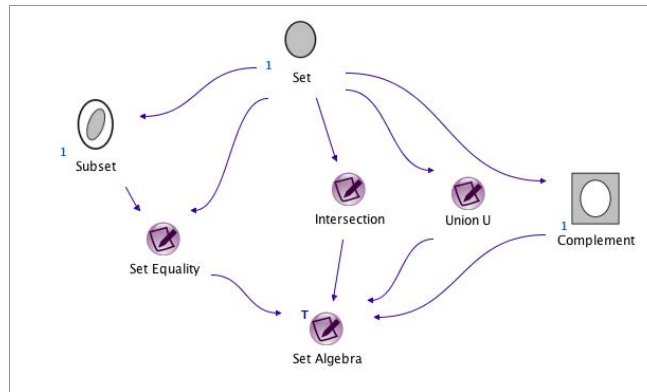 1
Set
1
Subset
Intersection
Union U
1
Complement
Set Equality
T
Set Algebra